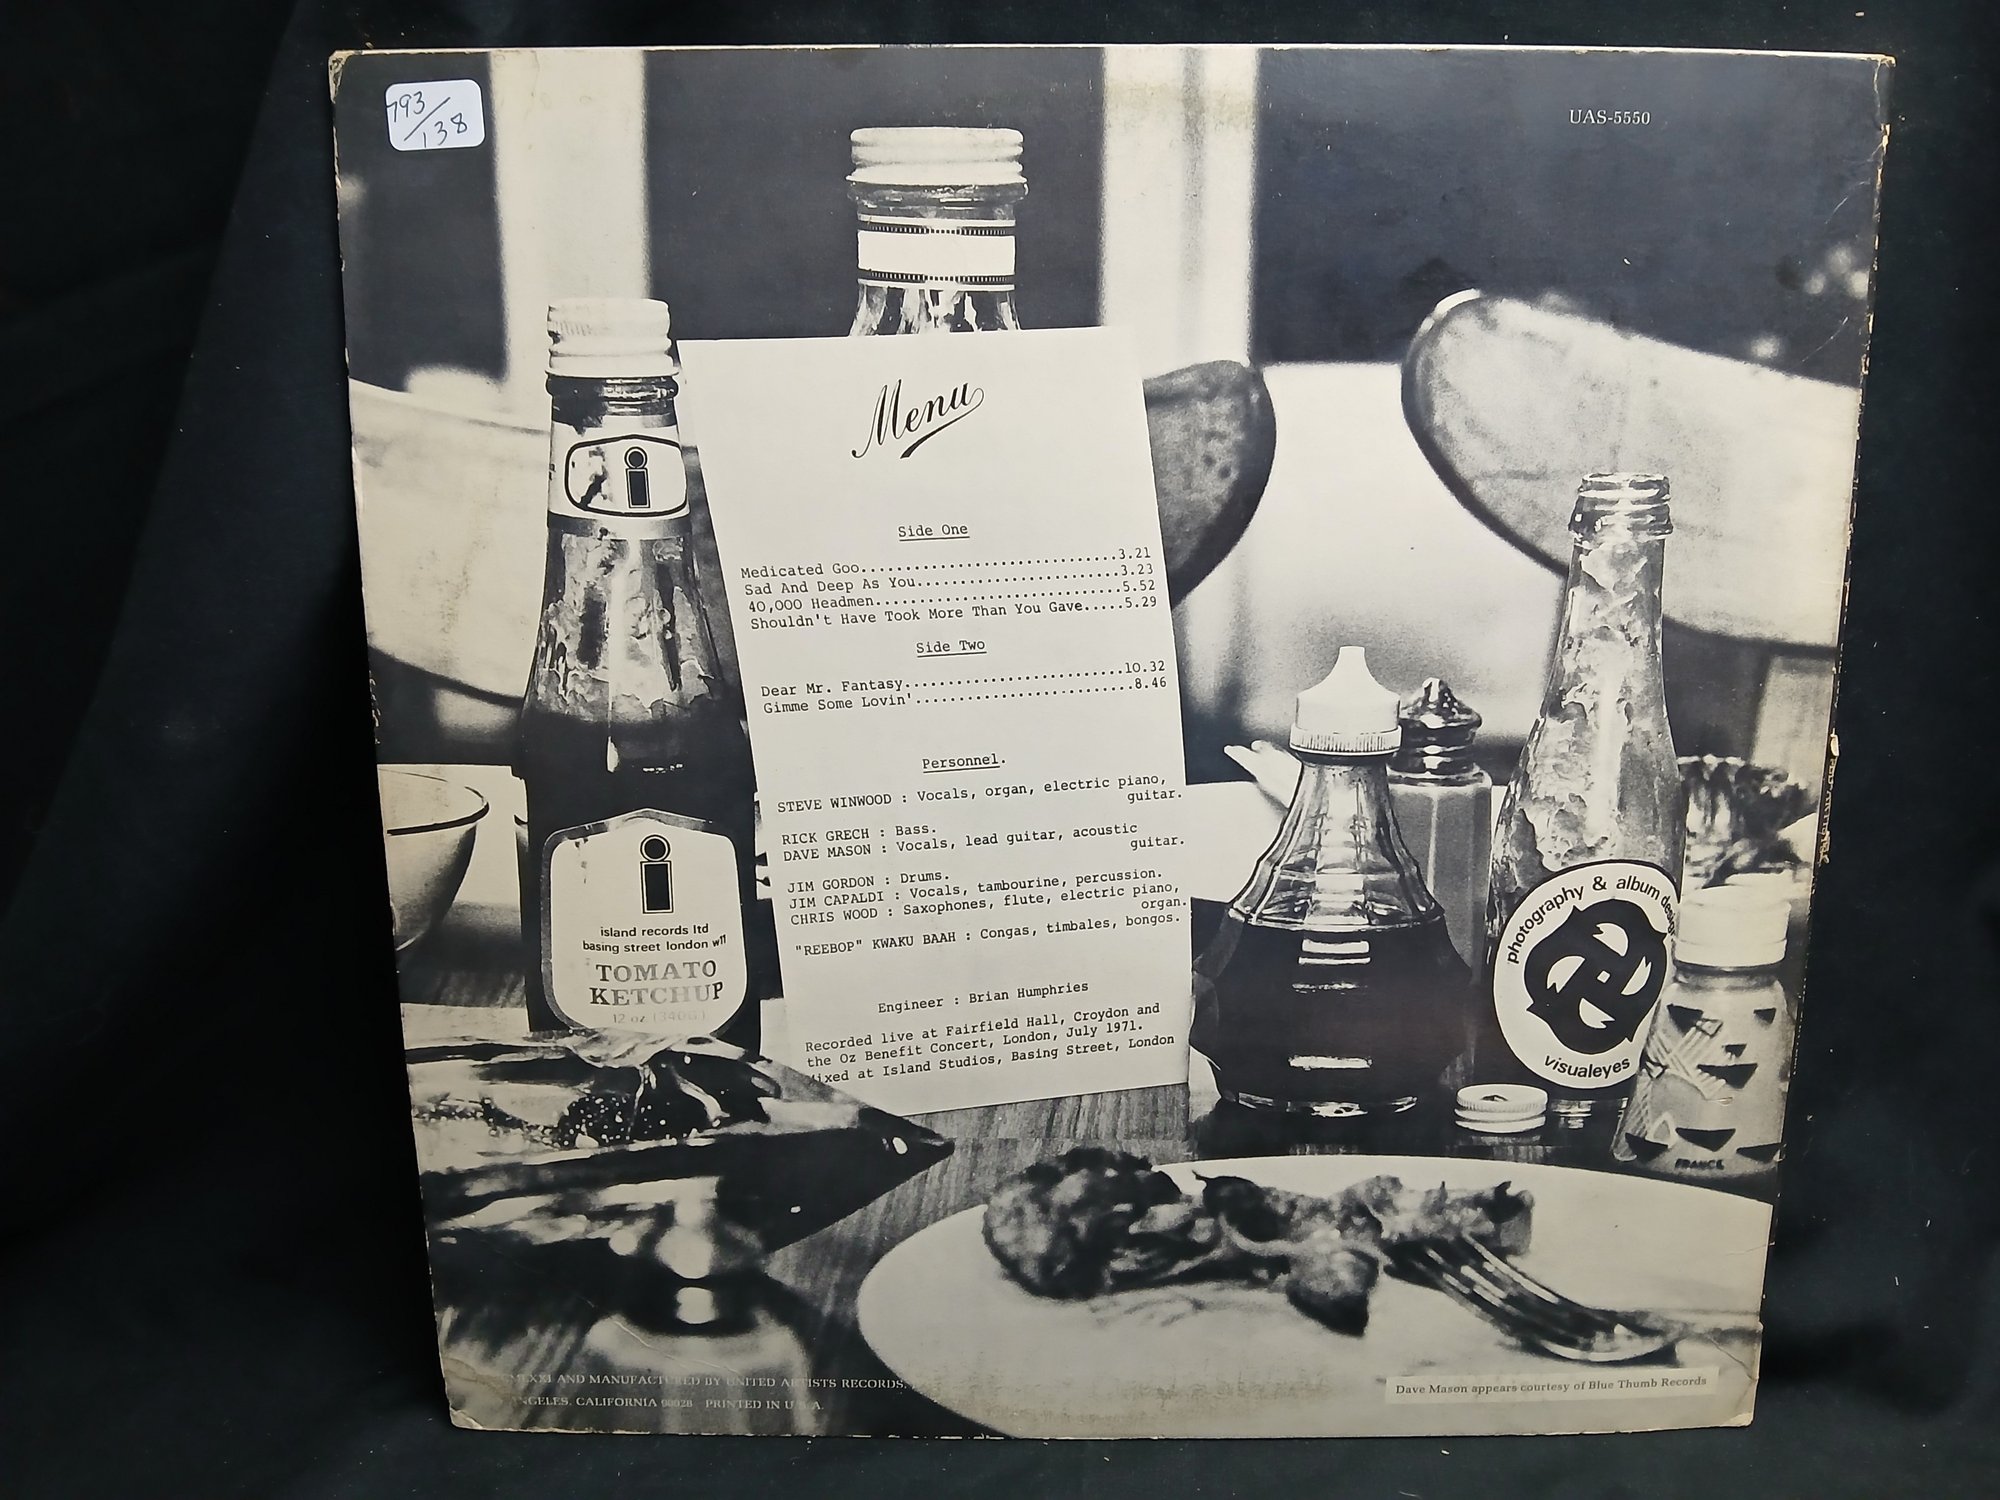 793/138
UAS-5550
Menu
Side One
Medicated Goo..............................3.21
Sad And Deep As You........................3.23
40,000 Headmen.............................5.52
Shouldn't Have Took More Than You Gave.....5.29
Side Two
Dear Mr. Fantasy..........................10.32
Gimme Some Lovin'..........................8.46
Personnel.
STEVE WINWOOD : Vocals, organ, electric piano,
guitar.
RICK GRECH : Bass.
DAVE MASON : Vocals, lead guitar, acoustic
guitar.
JIM GORDON : Drums.
JIM CAPALDI : Vocals, tambourine, percussion.
CHRIS WOOD : Saxophones, flute, electric piano,
organ.
"REEBOP" KWAKU BAAH : Congas, timbales, bongos.
Engineer : Brian Humphries
Recorded live at Fairfield Hall, Croydon and
the Oz Benefit Concert, London, July 1971.
Mixed at Island Studios, Basing Street, London
i
i
island records ltd
basing street london w11
TOMATO
KETCHUP
12 oz (340G)
photography & album design
visualeyes
FRANCE
AND MANUFACTURED BY UNITED ARTISTS RECORDS,
ANGELES, CALIFORNIA 90028 PRINTED IN U.S.A.
Dave Mason appears courtesy of Blue Thumb Records